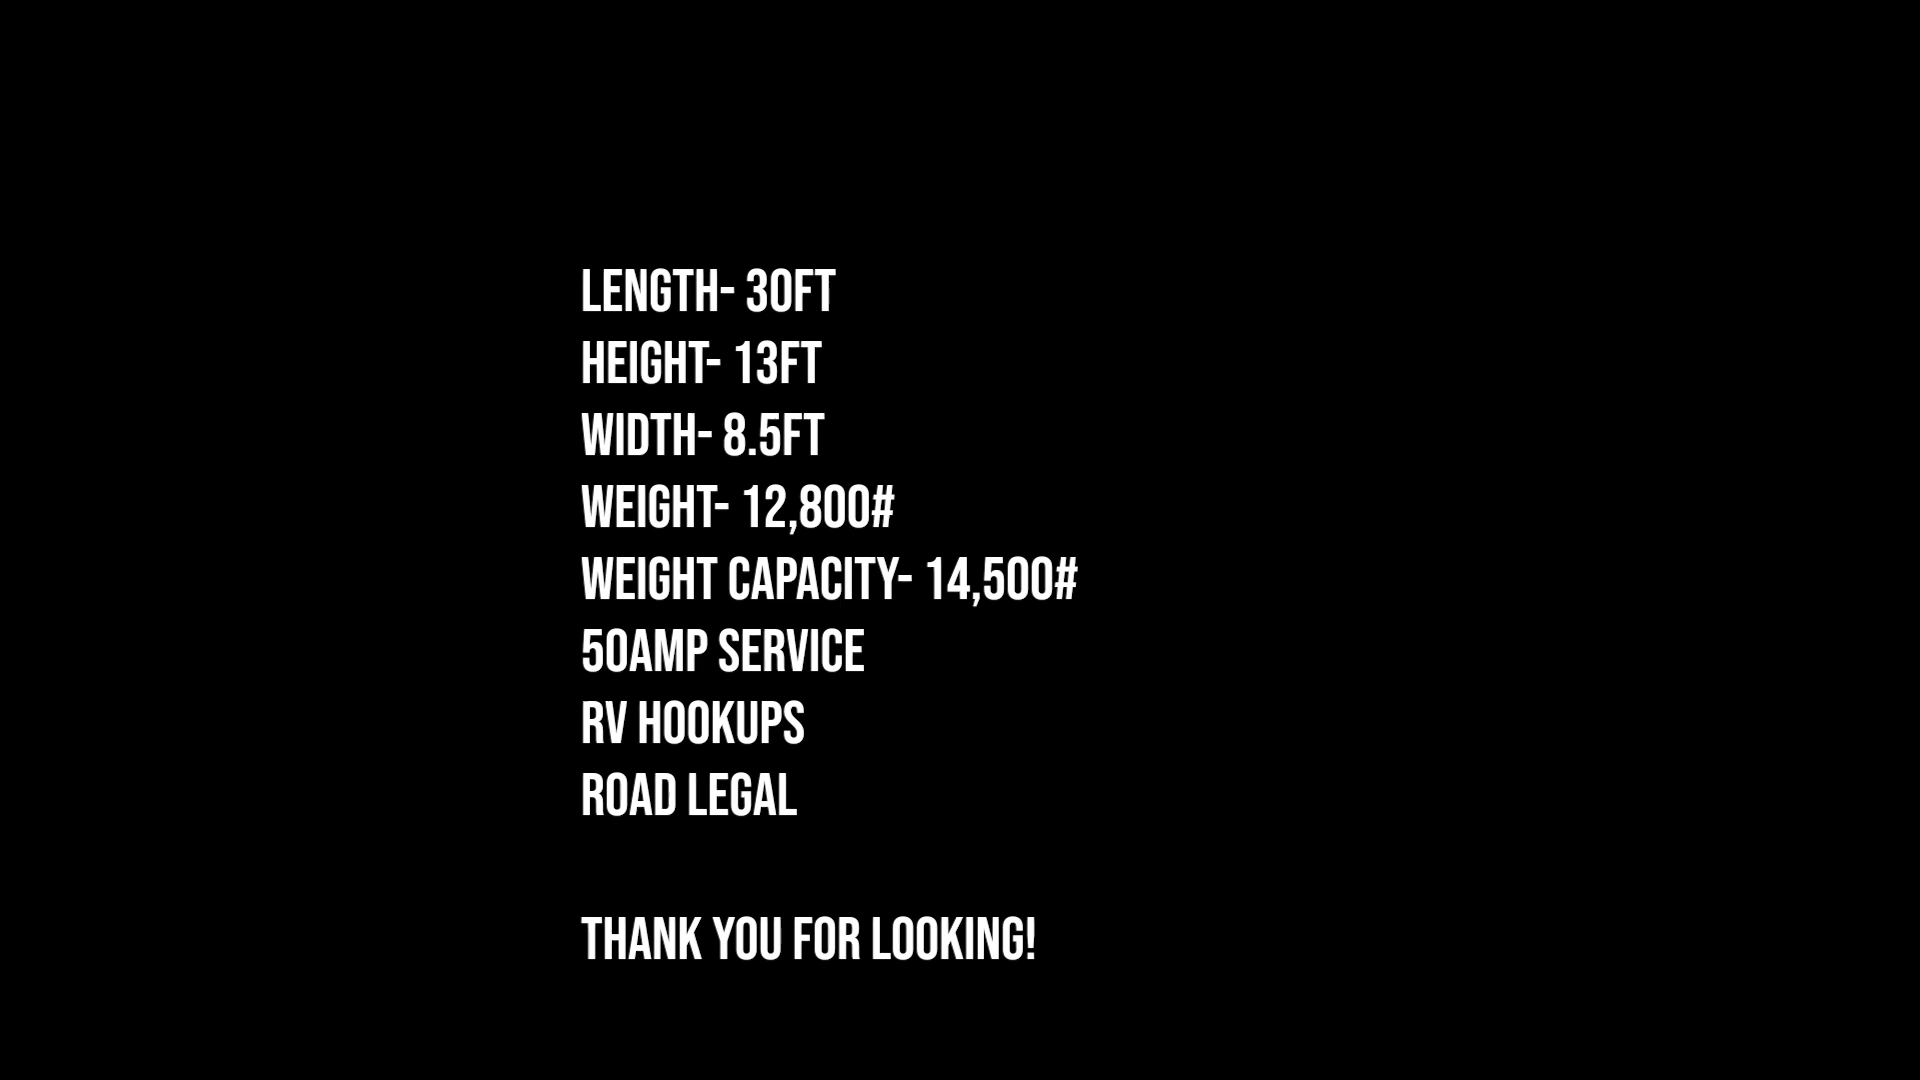 LENGTH- 30FT
HEIGHT- 13FT
WIDTH- 8.5FT
WEIGHT- 12,800#
WEIGHT CAPACITY- 14,500#
50AMP SERVICE
RV HOOKUPS
ROAD LEGAL
THANK YOU FOR LOOKING!